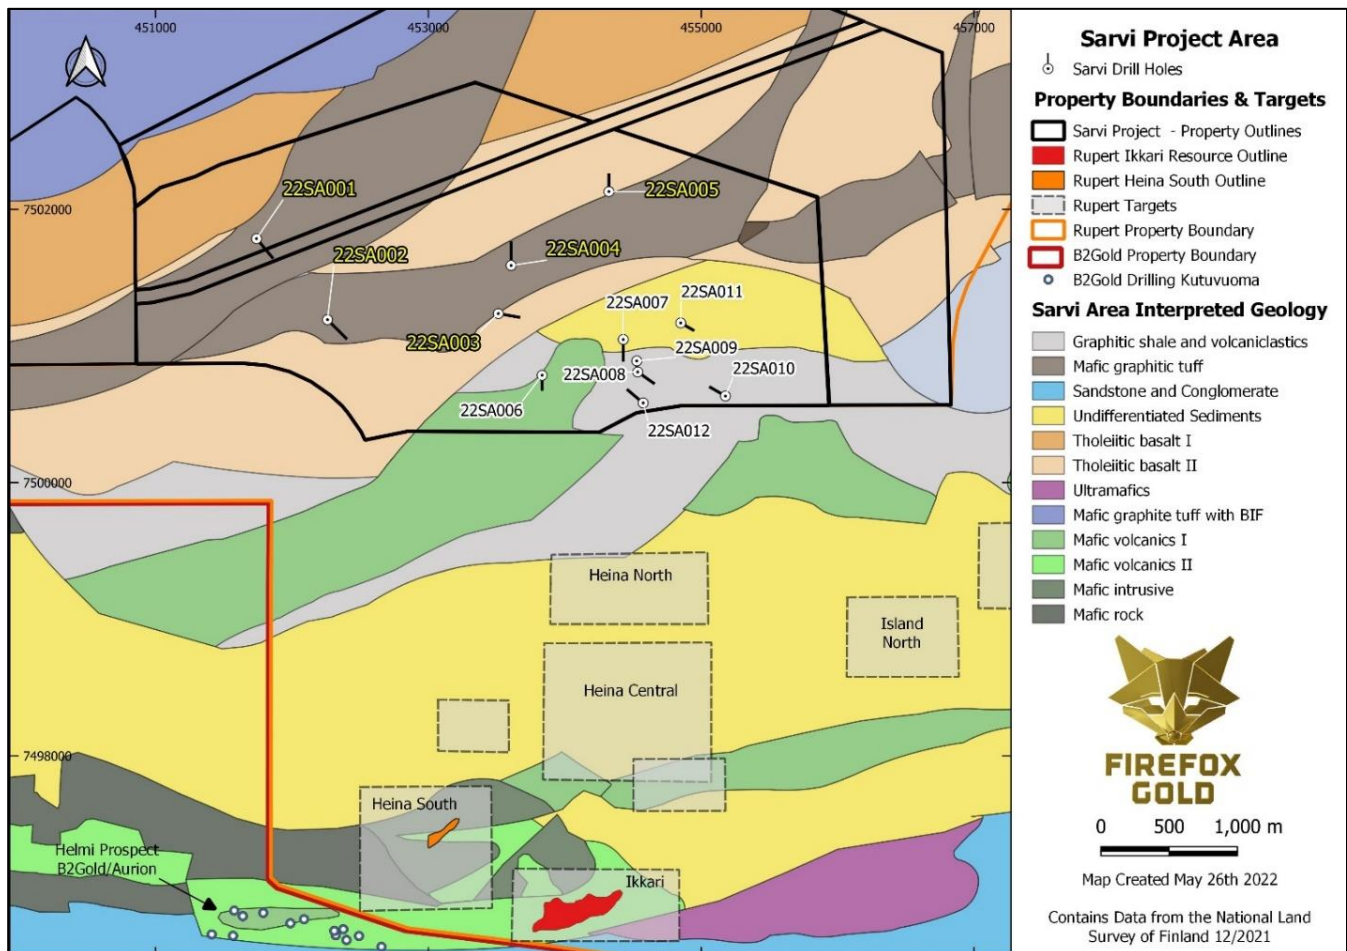 451000
453000
455000
457000
7502000
7500000
7498000
22SA001
22SA002
22SA005
22SA004
22SA003
22SA007
22SA011
22SA009
22SA008
22SA010
22SA006
22SA012
Heina North
Island
North
Heina Central
Heina South
Helmi Prospect
B2Gold/Aurion
Ikkari
Sarvi Project Area
Sarvi Drill Holes
Property Boundaries & Targets
Sarvi Project - Property Outlines
Rupert Ikkari Resource Outline
Rupert Heina South Outline
Rupert Targets
Rupert Property Boundary
B2Gold Property Boundary
B2Gold Drilling Kutuvuoma
Sarvi Area Interpreted Geology
Graphitic shale and volcaniclastics
Mafic graphitic tuff
Sandstone and Conglomerate
Undifferentiated Sediments
Tholeiitic basalt I
Tholeiitic basalt II
Ultramafics
Mafic graphite tuff with BIF
Mafic volcanics I
Mafic volcanics II
Mafic intrusive
Mafic rock
FIREFOX
GOLD
0 500 1,000 m
Map Created May 26th 2022
Contains Data from the National Land
Survey of Finland 12/2021